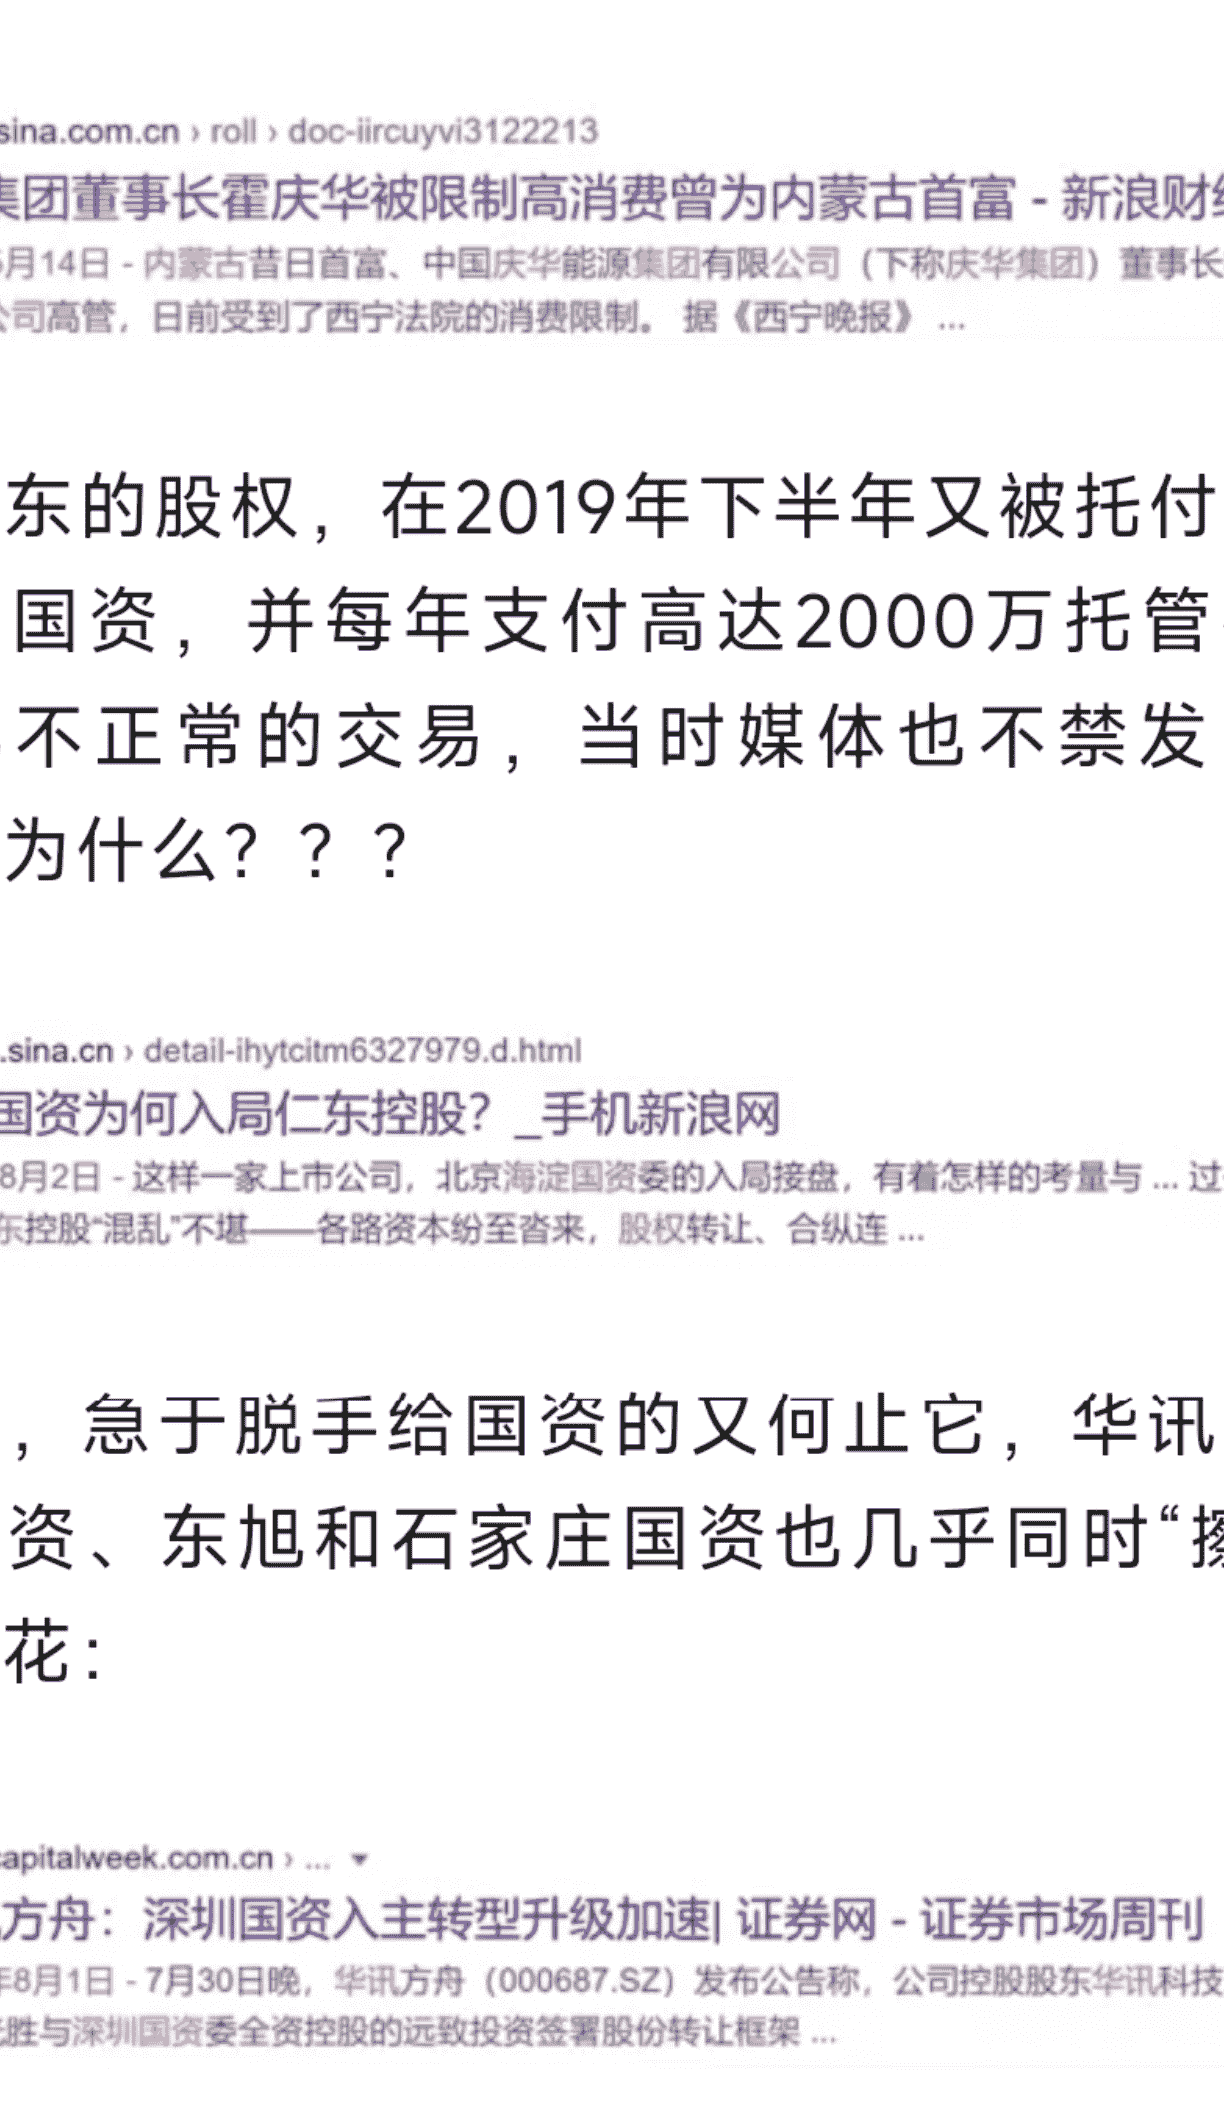 sina.com.cn › roll › doc-iircuyvi3122213
集团董事长霍庆华被限制高消费曾为内蒙古首富 - 新浪财经
月14日 - 内蒙古昔日首富、中国庆华能源集团有限公司（下称庆华集团）董事长
公司高管，日前受到了西宁法院的消费限制。 据《西宁晚报》 ...
东的股权，在2019年下半年又被托付
国资，并每年支付高达2000万托管
不正常的交易，当时媒体也不禁发
为什么？？？
.sina.cn › detail-ihytcitm6327979.d.html
国资为何入局仁东控股？_手机新浪网
8月2日 - 这样一家上市公司，北京海淀国资委的入局接盘，有着怎样的考量与 ... 过
东控股“混乱”不堪——各路资本纷至沓来，股权转让、合纵连 ...
，急于脱手给国资的又何止它，华讯
资、东旭和石家庄国资也几乎同时“擦
花：
capitalweek.com.cn › ...
方舟：深圳国资入主转型升级加速| 证券网 - 证券市场周刊
年8月1日 - 7月30日晚，华讯方舟（000687.SZ）发布公告称，公司控股股东华讯科技
胜与深圳国资委全资控股的远致投资签署股份转让框架 ...